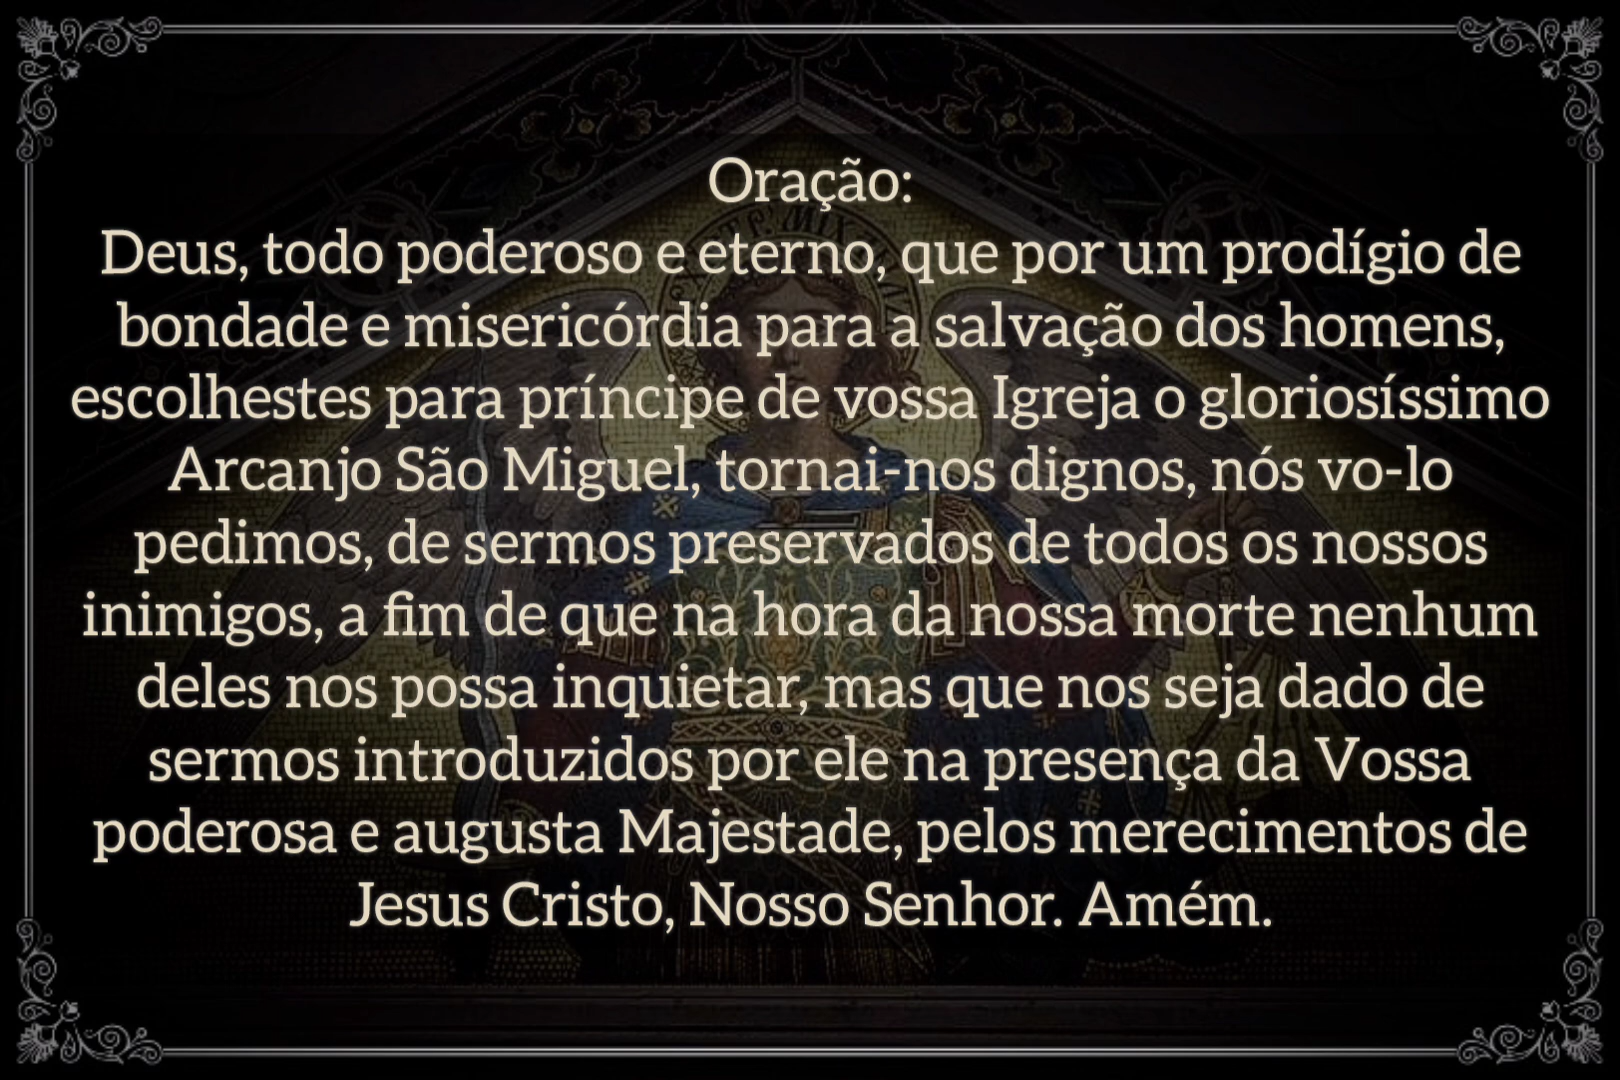 Oração:
Deus, todo poderoso e eterno, que por um prodígio de
bondade e misericórdia para a salvação dos homens,
escolhestes para príncipe de vossa Igreja o gloriosíssimo
Arcanjo São Miguel, tornai-nos dignos, nós vo-lo
pedimos, de sermos preservados de todos os nossos
inimigos, a fim de que na hora da nossa morte nenhum
deles nos possa inquietar, mas que nos seja dado de
sermos introduzidos por ele na presença da Vossa
poderosa e augusta Majestade, pelos merecimentos de
Jesus Cristo, Nosso Senhor. Amém.